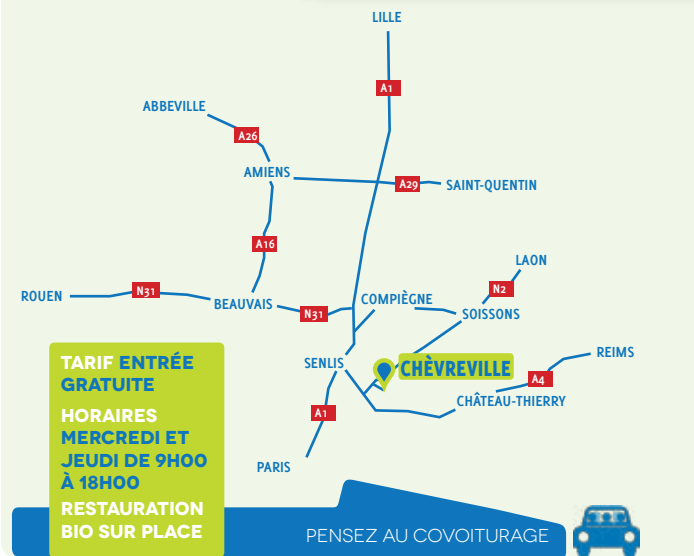 LILLE
A1
ABBEVILLE
A26
AMIENS
A29
SAINT-QUENTIN
A16
LAON
N2
ROUEN
N31
BEAUVAIS
N31
COMPIÈGNE
SOISSONS
SENLIS
CHÈVREVILLE
REIMS
A4
CHÂTEAU-THIERRY
A1
PARIS
TARIF ENTRÉE
GRATUITE
HORAIRES
MERCREDI ET
JEUDI DE 9H00
À 18H00
RESTAURATION
BIO SUR PLACE
PENSEZ AU COVOITURAGE